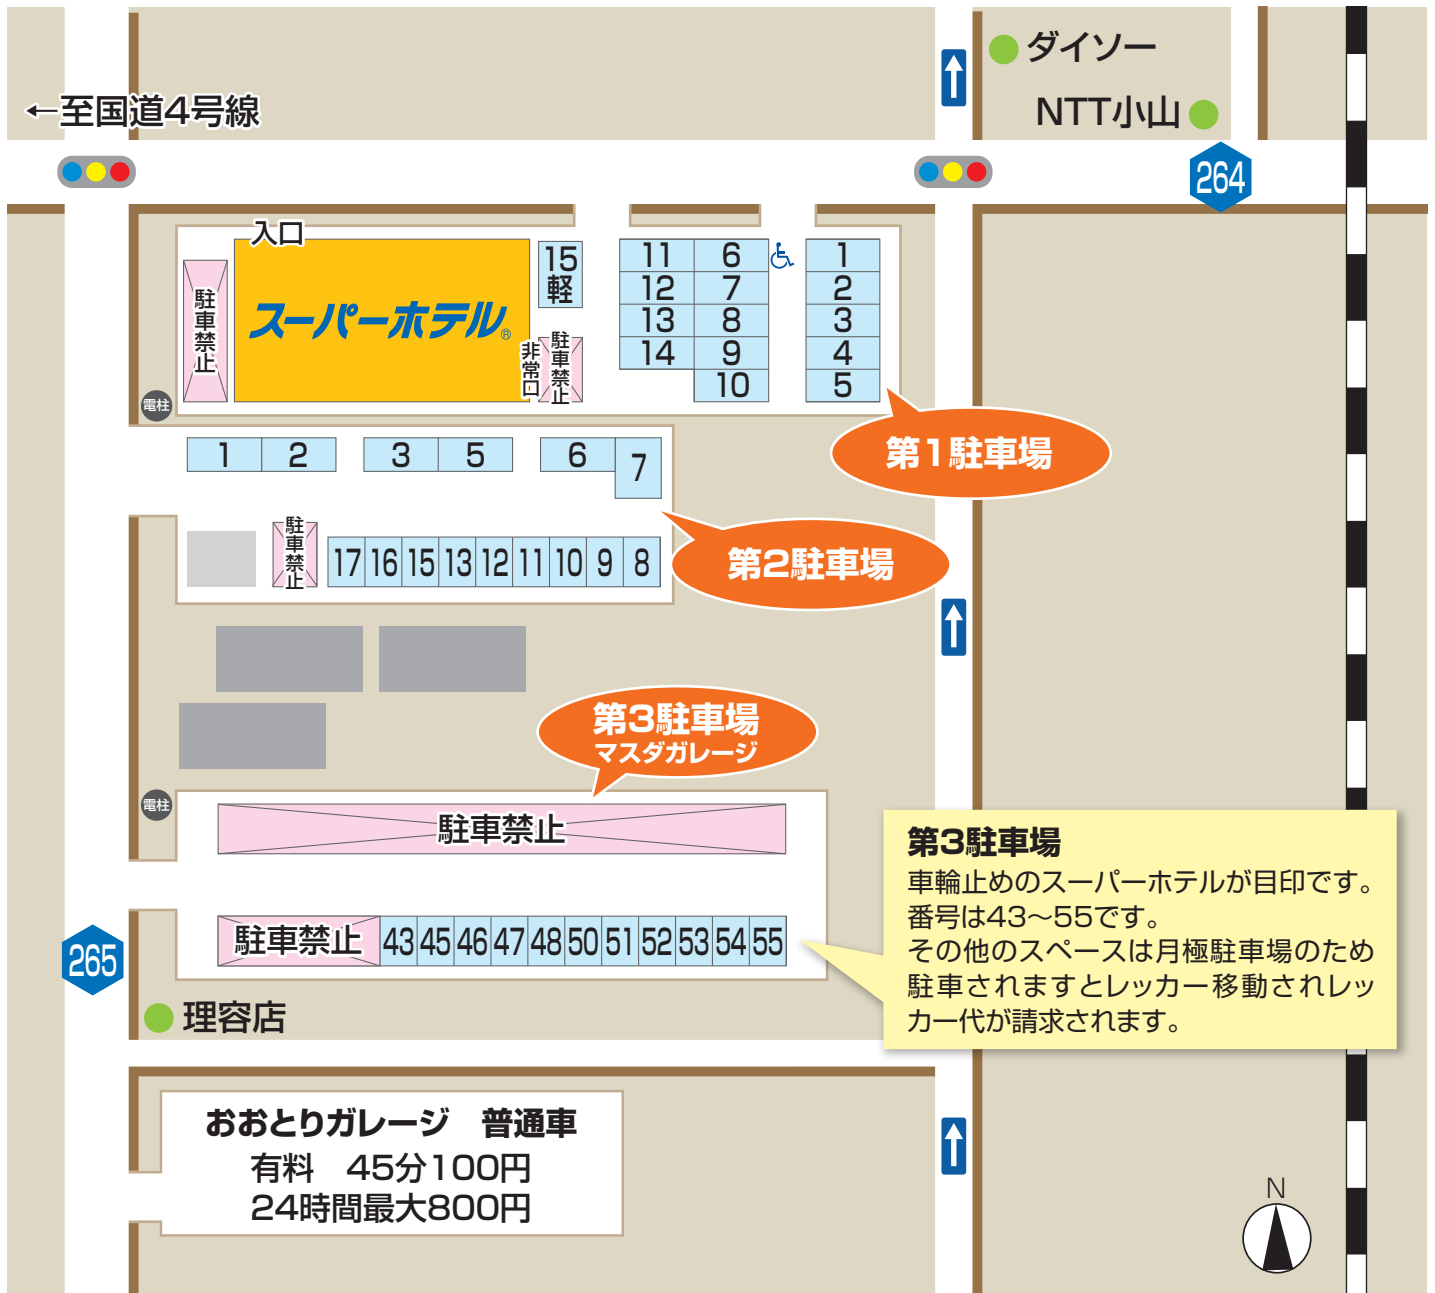 ダイソー
←至国道4号線
NTT小山
264
入口
駐車禁止
スーパーホテル®
15
軽
非常口
駐車禁止
11 6 1
12 7 2
13 8 3
14 9 4
10 5
電柱
第1駐車場
1 2 3 5 6 7
駐車禁止
17 16 15 13 12 11 10 9 8
第2駐車場
第3駐車場
マスダガレージ
電柱
駐車禁止
駐車禁止 43 45 46 47 48 50 51 52 53 54 55
265
第3駐車場
車輪止めのスーパーホテルが目印です。
番号は43〜55です。
その他のスペースは月極駐車場のため
駐車されますとレッカー移動されレッ
カー代が請求されます。
理容店
おおとりガレージ 普通車
有料 45分100円
24時間最大800円
N